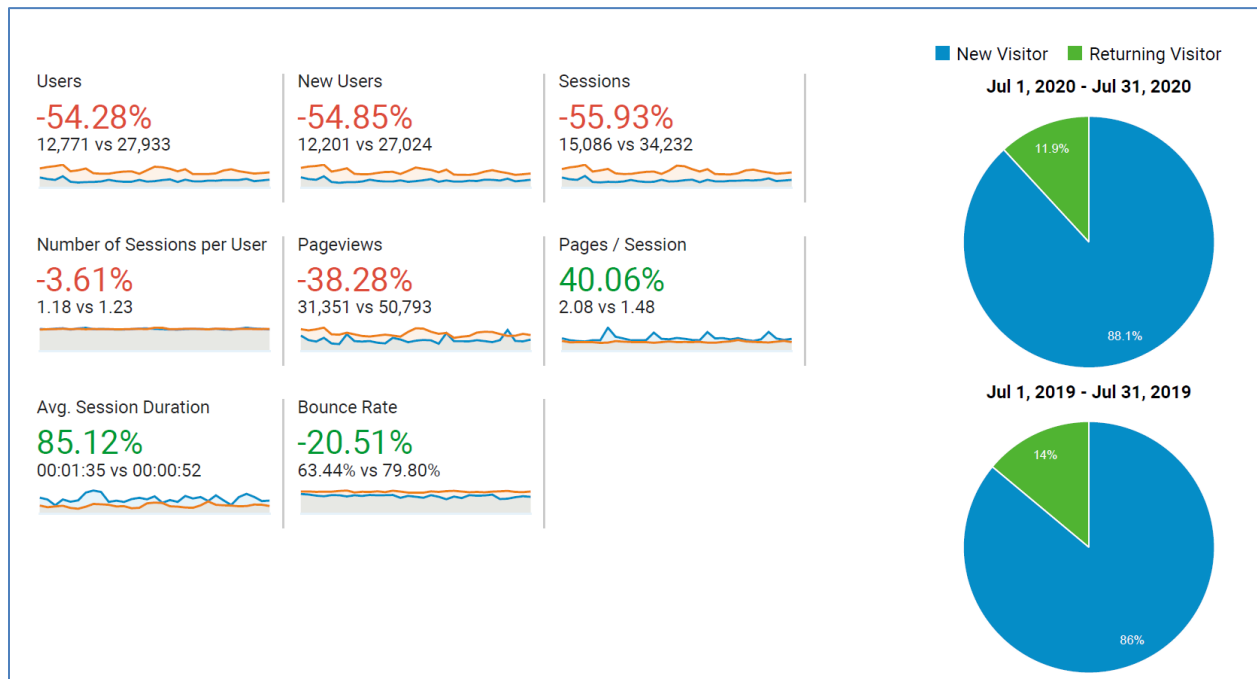 New Visitor Returning Visitor
Users
-54.28%
12,771 vs 27,933
New Users
-54.85%
12,201 vs 27,024
Sessions
-55.93%
15,086 vs 34,232
Number of Sessions per User
-3.61%
1.18 vs 1.23
Pageviews
-38.28%
31,351 vs 50,793
Pages / Session
40.06%
2.08 vs 1.48
Avg. Session Duration
85.12%
00:01:35 vs 00:00:52
Bounce Rate
-20.51%
63.44% vs 79.80%
Jul 1, 2020 - Jul 31, 2020
11.9%
88.1%
Jul 1, 2019 - Jul 31, 2019
14%
86%